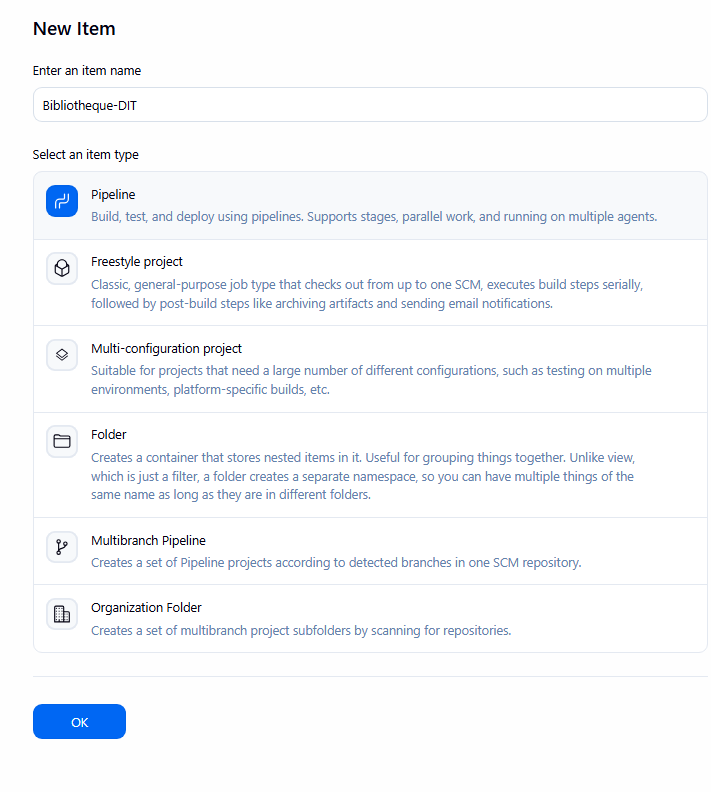 New Item
Enter an item name
Bibliotheque-DIT
Select an item type
Pipeline
Build, test, and deploy using pipelines. Supports stages, parallel work, and running on multiple agents.
Freestyle project
Classic, general-purpose job type that checks out from up to one SCM, executes build steps serially,
followed by post-build steps like archiving artifacts and sending email notifications.
Multi-configuration project
Suitable for projects that need a large number of different configurations, such as testing on multiple
environments, platform-specific builds, etc.
Folder
Creates a container that stores nested items in it. Useful for grouping things together. Unlike view,
which is just a filter, a folder creates a separate namespace, so you can have multiple things of the
same name as long as they are in different folders.
Multibranch Pipeline
Creates a set of Pipeline projects according to detected branches in one SCM repository.
Organization Folder
Creates a set of multibranch project subfolders by scanning for repositories.
OK